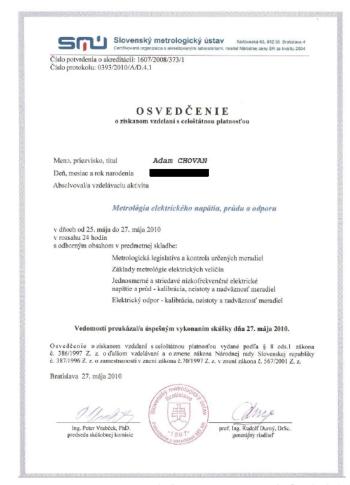 smú Slovenský metrologický ústav Karloveská 63, 842 55 Bratislava 4
Certifikovaná organizácia s akreditovanými laboratóriami, nositeľ Národnej ceny SR za kvalitu 2004
Číslo potvrdenia o akreditácii: 1607/2008/373/1
Číslo protokolu: 0393/2010/A/D.4.1
OSVEDČENIE
o získanom vzdelaní s celoštátnou platnosťou
Meno, priezvisko, titul Adam CHOVAN
Deň, mesiac a rok narodenia
Absolvoval/a vzdelávaciu aktivitu
Metrológia elektrického napätia, prúdu a odporu
v dňoch od 25. mája do 27. mája 2010
v rozsahu 24 hodín
s odborným obsahom v predmetnej skladbe:
Metrologická legislatíva a kontrola určených meradiel
Základy metrológie elektrických veličín
Jednosmerné a striedavé nízkofrekvenčné elektrické
napätie a prúd - kalibrácia, neistoty a nadväznosť meradiel
Elektrický odpor - kalibrácia, neistoty a nadväznosť meradiel
Vedomosti preukázal/a úspešným vykonaním skúšky dňa 27. mája 2010.
Osvedčenie o získanom vzdelaní s celoštátnou platnosťou vydané podľa § 8 ods.1 zákona
č. 386/1997 Z. z. o ďalšom vzdelávaní a o zmene zákona Národnej rady Slovenskej republiky
č. 387/1996 Z. z. o zamestnanosti v znení zákona č.70/1997 Z. z. v znení zákona č. 567/2001 Z. z.
Bratislava 27. mája 2010
Slovenský metrologický ústav
Bratislava
1967
Ing. Peter Vrabček, PhD. prof. Ing. Rudolf Durný, DrSc.
predseda skúšobnej komisie generálny riaditeľ